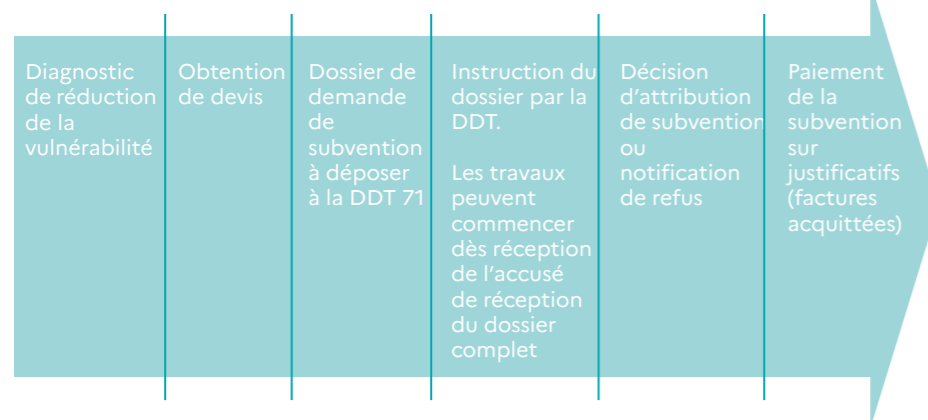 Diagnostic
de réduction
de la
vulnérabilité
Obtention
de devis
Dossier de
demande
de
subvention
à déposer
à la DDT 71
Instruction du
dossier par la
DDT.
Les travaux
peuvent
commencer
dès réception
de l’accusé
de réception
du dossier
complet
Décision
d’attribution
de subvention
ou
notification
de refus
Paiement
de la
subvention
sur
justificatifs
(factures
acquittées)